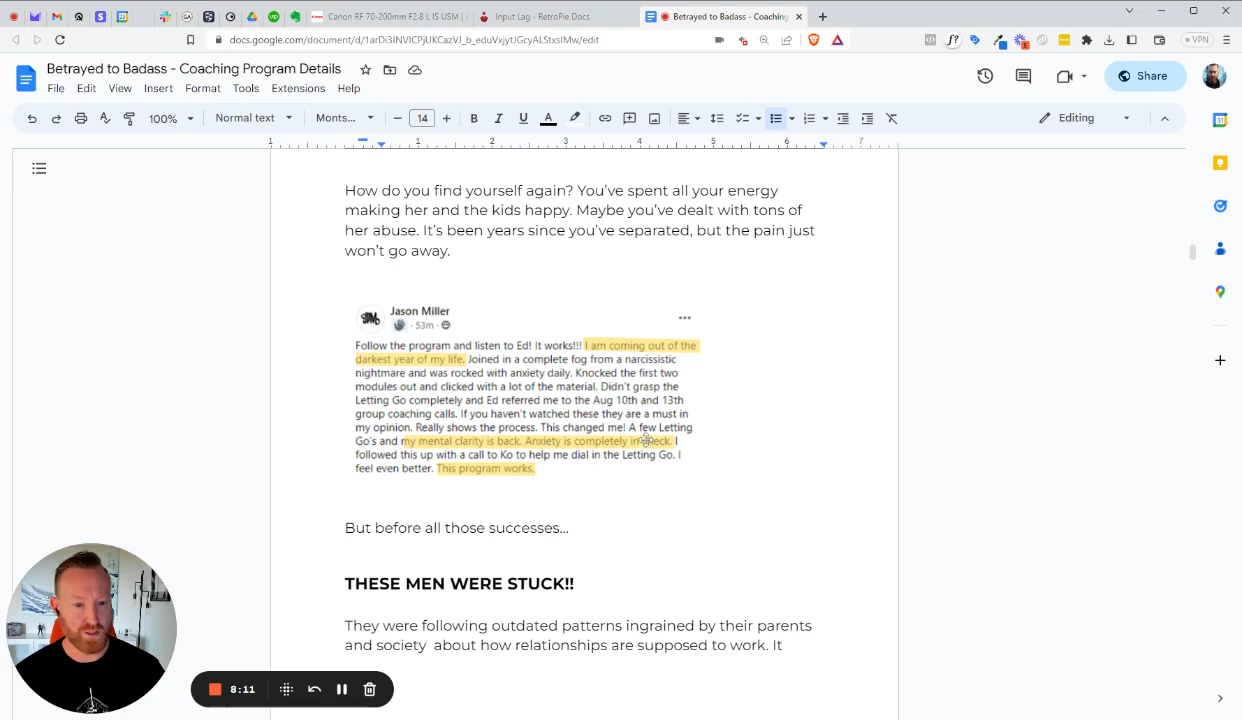 Canon RF 70-200mm F2.8 L IS USM |
Input Lag - RetroPie Docs
Betrayed to Badass - Coaching
docs.google.com/document/d/1arDi3INVlCPjUKCazVJ_b_eduVxjytJGcyALStxslMw/edit
VPN
Betrayed to Badass - Coaching Program Details
File Edit View Insert Format Tools Extensions Help
Share
100% Normal text Monts... 14 Editing
1 1 2 3 4 5 6 7
How do you find yourself again? You've spent all your energy
making her and the kids happy. Maybe you've dealt with tons of
her abuse. It's been years since you've separated, but the pain just
won't go away.
Jason Miller
53m
Follow the program and listen to Ed! It works!!! I am coming out of the
darkest year of my life. Joined in a complete fog from a narcissistic
nightmare and was rocked with anxiety daily. Knocked the first two
modules out and clicked with a lot of the material. Didn't grasp the
Letting Go completely and Ed referred me to the Aug 10th and 13th
group coaching calls. If you haven't watched these they are a must in
my opinion. Really shows the process. This changed me! A few Letting
Go's and my mental clarity is back. Anxiety is completely in check. I
followed this up with a call to Ko to help me dial in the Letting Go. I
feel even better. This program works.
But before all those successes...
THESE MEN WERE STUCK!!
They were following outdated patterns ingrained by their parents
and society about how relationships are supposed to work. It
8:11